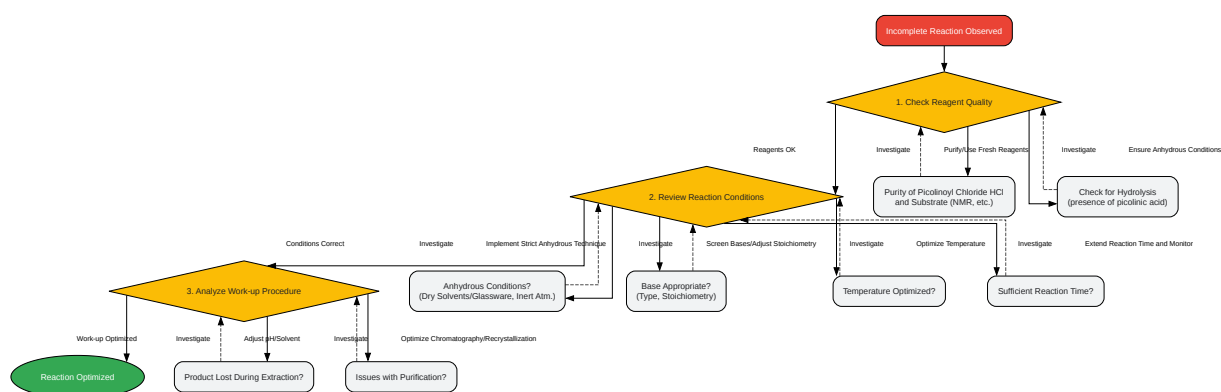 Incomplete Reaction Observed
1. Check Reagent Quality
Reagents OK
Investigate
Purify/Use Fresh Reagents
Investigate
Ensure Anhydrous Conditions
2. Review Reaction Conditions
Purity of Picolinoyl Chloride HCl
and Substrate (NMR, etc.)
Check for Hydrolysis
(presence of picolinic acid)
Conditions Correct
Investigate
Implement Strict Anhydrous Technique
Investigate
Screen Bases/Adjust Stoichiometry
Investigate
Optimize Temperature
Investigate
Extend Reaction Time and Monitor
3. Analyze Work-up Procedure
Anhydrous Conditions?
(Dry Solvents/Glassware, Inert Atm.)
Base Appropriate?
(Type, Stoichiometry)
Temperature Optimized?
Sufficient Reaction Time?
Work-up Optimized
Investigate
Adjust pH/Solvent
Investigate
Optimize Chromatography/Recrystallization
Reaction Optimized
Product Lost During Extraction?
Issues with Purification?